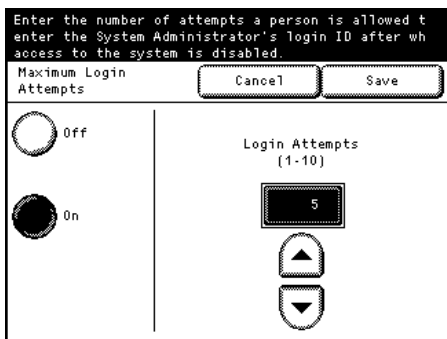 Enter the number of attempts a person is allowed t
enter the System Administrator's login ID after wh
access to the system is disabled.
Maximum Login
Attempts
Cancel
Save
Off
On
Login Attempts
(1-10)
5